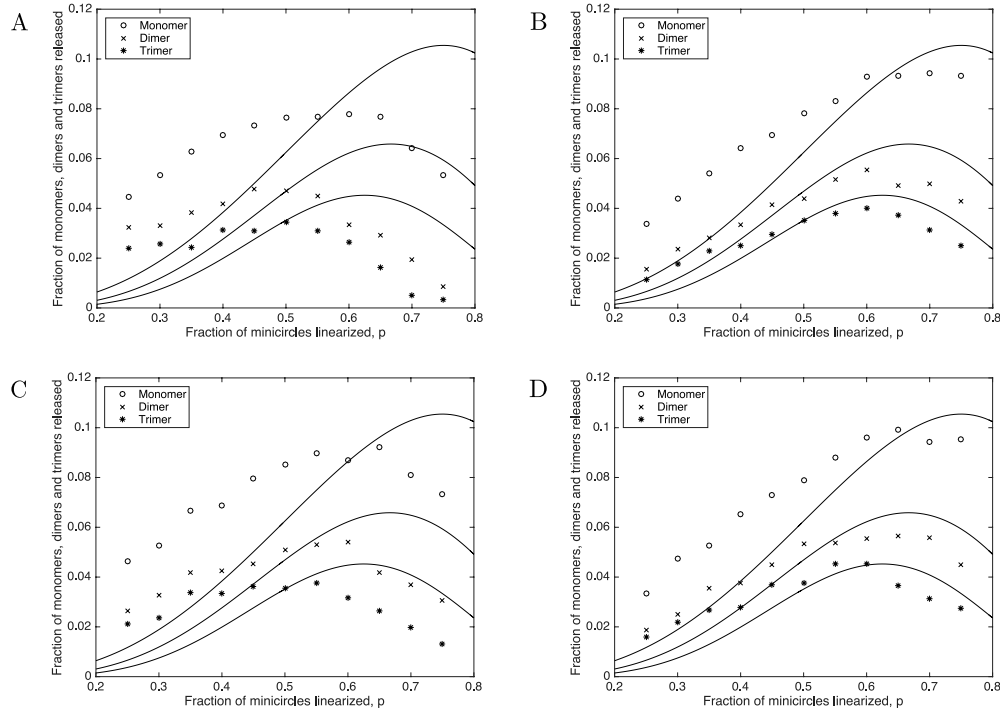 A
Fraction of monomers, dimers and trimers released
0.12
0.1
0.08
0.06
0.04
0.02
0
Monomer
Dimer
Trimer
0.2 0.3 0.4 0.5 0.6 0.7 0.8
Fraction of minicircles linearized, p
B
Fraction of monomers, dimers and trimers released
0.12
0.1
0.08
0.06
0.04
0.02
0
Monomer
Dimer
Trimer
0.2 0.3 0.4 0.5 0.6 0.7 0.8
Fraction of minicircles linearized, p
C
Fraction of monomers, dimers and trimers released
0.12
0.1
0.08
0.06
0.04
0.02
0
Monomer
Dimer
Trimer
0.2 0.3 0.4 0.5 0.6 0.7 0.8
Fraction of minicircles linearized, p
D
Fraction of monomers, dimers and trimers released
0.12
0.1
0.08
0.06
0.04
0.02
0
Monomer
Dimer
Trimer
0.2 0.3 0.4 0.5 0.6 0.7 0.8
Fraction of minicircles linearized, p